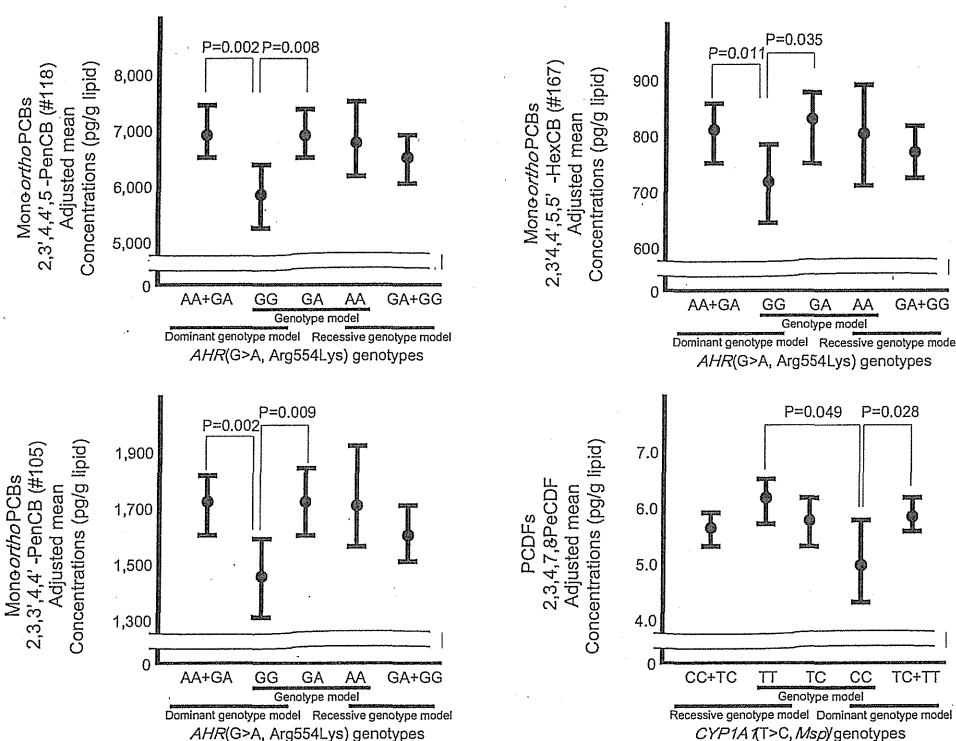 Mono-orthoPCBs
2,3',4,4',5 -PenCB (#118)
Adjusted mean
Concentrations (pg/g lipid)
P=0.002 P=0.008
8,000
7,000
6,000
5,000
0
AA+GA GG GA AA GA+GG
Genotype model
Dominant genotype model Recessive genotype model
AHR(G>A, Arg554Lys) genotypes
Mono-orthoPCBs
2,3'4,4',5,5' -HexCB (#167)
Adjusted mean
Concentrations (pg/g lipid)
P=0.035
P=0.011
900
800
700
600
0
AA+GA GG GA AA GA+GG
Genotype model
Dominant genotype model Recessive genotype mode
AHR(G>A, Arg554Lys) genotypes
Mono-orthoPCBs
2,3,3',4,4' -PenCB (#105)
Adjusted mean
Concentrations (pg/g lipid)
P=0.009
P=0.002
1,900
1,700
1,500
1,300
0
AA+GA GG GA AA GA+GG
Genotype model
Dominant genotype model Recessive genotype model
AHR(G>A, Arg554Lys) genotypes
PCDFs
2,3,4,7,8PeCDF
Adjusted mean
Concentrations (pg/g lipid)
P=0.049 P=0.028
7.0
6.0
5.0
4.0
0
CC+TC TT TC CC TC+TT
Genotype model
Recessive genotype model Dominant genotype model
CYP1A1(T>C, MspI) genotypes